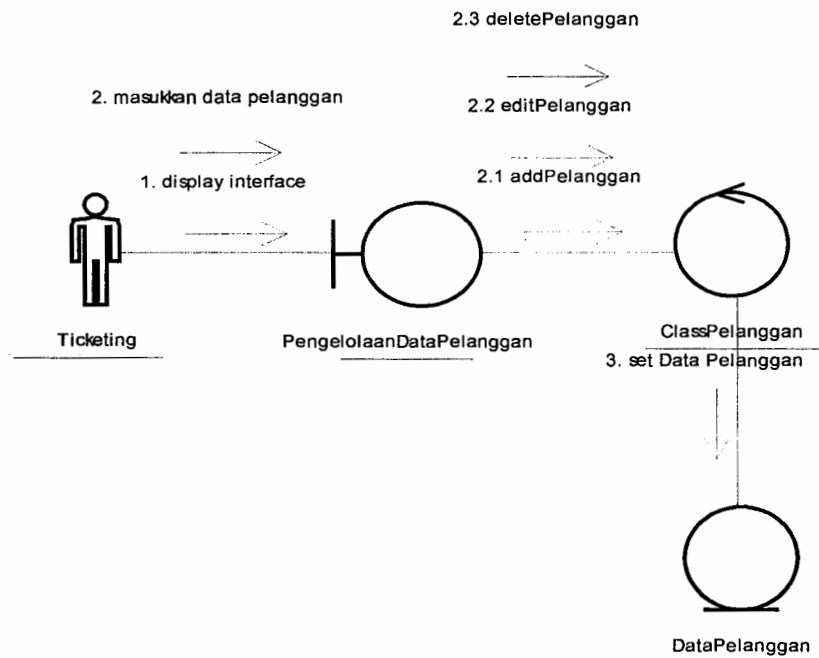 2.3 deletePelanggan
2. masukkan data pelanggan
2.2 editPelanggan
1. display interface
2.1 addPelanggan
Ticketing
PengelolaanDataPelanggan
ClassPelanggan
3. set Data Pelanggan
DataPelanggan